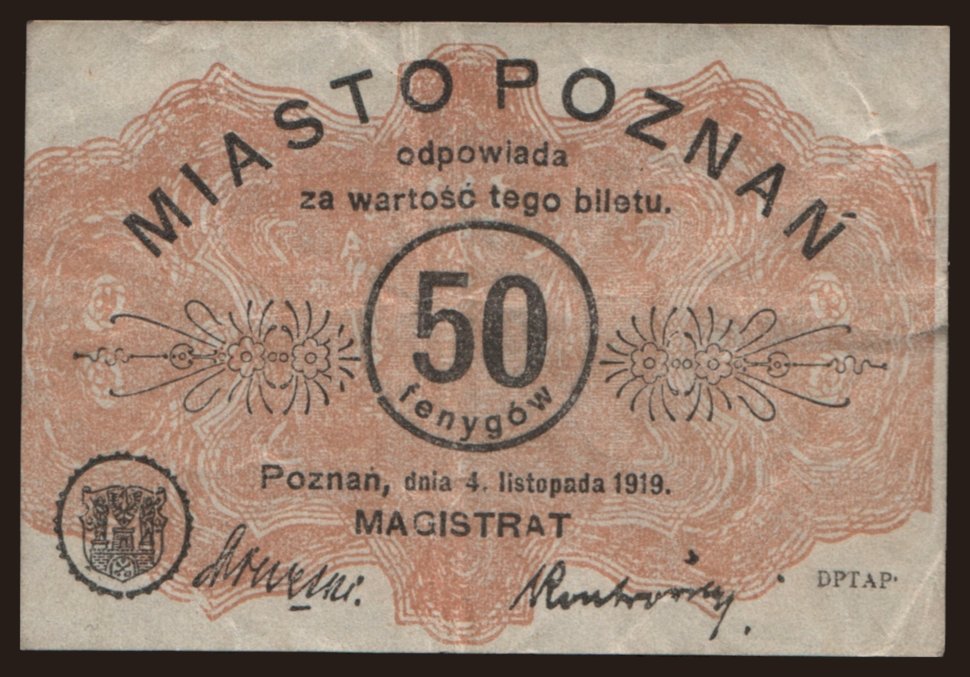 MIASTO POZNAŃ
odpowiada
za wartość tego biletu.
50
fenygów
Poznań, dnia 4. listopada 1919.
MAGISTRAT
DPTAP.